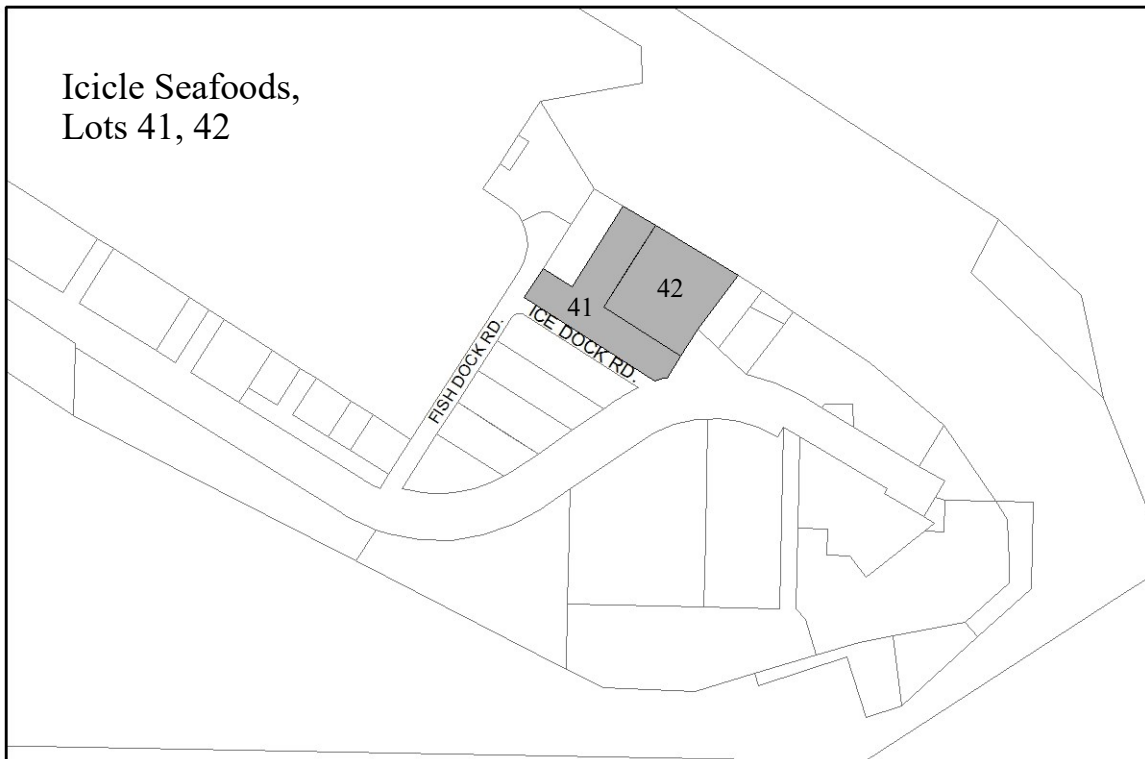 Icicle Seafoods,
Lots 41, 42
42
41
ICE DOCK RD.
FISH DOCK RD.